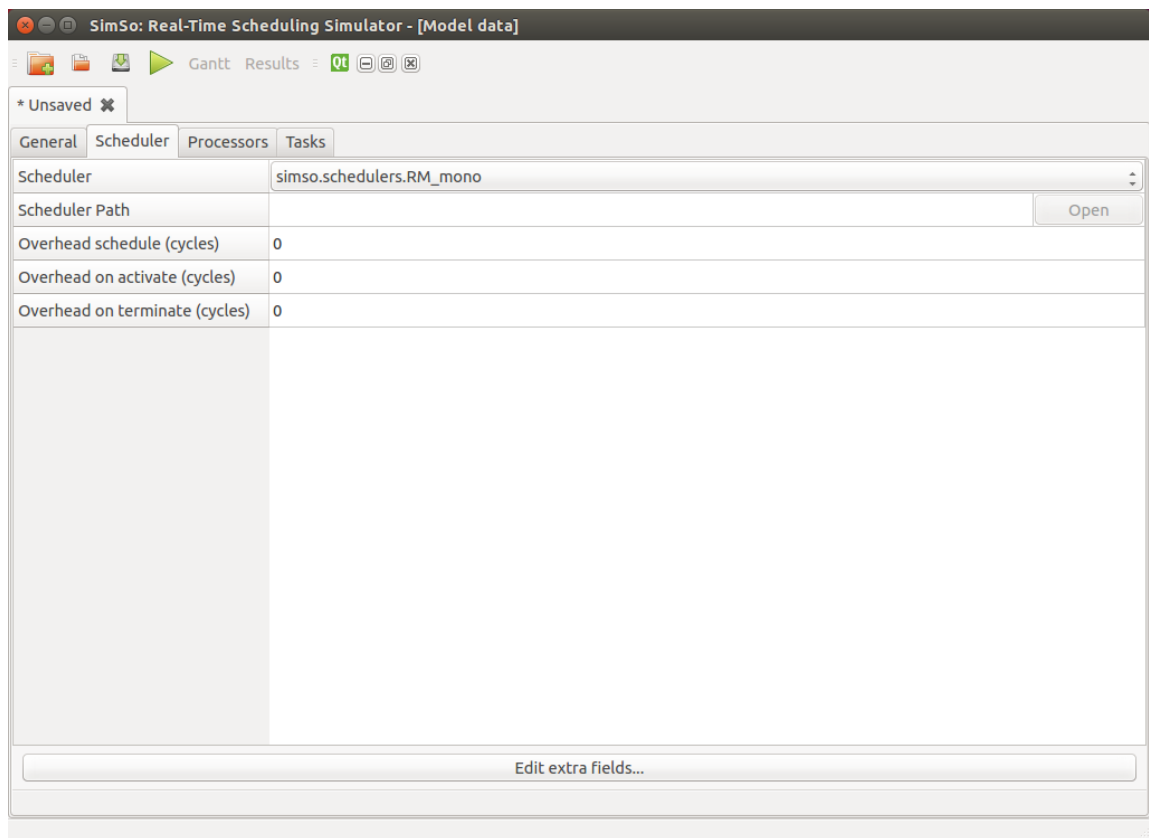 SimSo: Real-Time Scheduling Simulator - [Model data]
Gantt Results Qt
* Unsaved
General Scheduler Processors Tasks
Scheduler simso.schedulers.RM_mono
Scheduler Path Open
Overhead schedule (cycles) 0
Overhead on activate (cycles) 0
Overhead on terminate (cycles) 0
Edit extra fields...